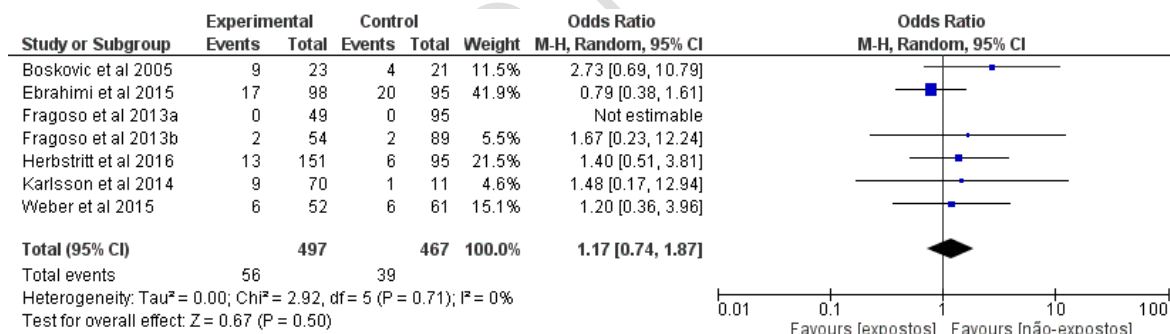 Experimental Control Odds Ratio Odds Ratio
Study or Subgroup Events Total Events Total Weight M-H, Random, 95% CI M-H, Random, 95% CI
Boskovic et al 2005 9 23 4 21 11.5% 2.73 [0.69, 10.79]
Ebrahimi et al 2015 17 98 20 95 41.9% 0.79 [0.38, 1.61]
Fragoso et al 2013a 0 49 0 95 Not estimable
Fragoso et al 2013b 2 54 2 89 5.5% 1.67 [0.23, 12.24]
Herbstritt et al 2016 13 151 6 95 21.5% 1.40 [0.51, 3.81]
Karlsson et al 2014 9 70 1 11 4.6% 1.48 [0.17, 12.94]
Weber et al 2015 6 52 6 61 15.1% 1.20 [0.36, 3.96]
Total (95% CI) 497 467 100.0% 1.17 [0.74, 1.87]
Total events 56 39
Heterogeneity: Tau² = 0.00; Chi² = 2.92, df = 5 (P = 0.71); I² = 0%
Test for overall effect: Z = 0.67 (P = 0.50)
0.01 0.1 1 10 100
Favours [expostos] Favours [não-expostos]